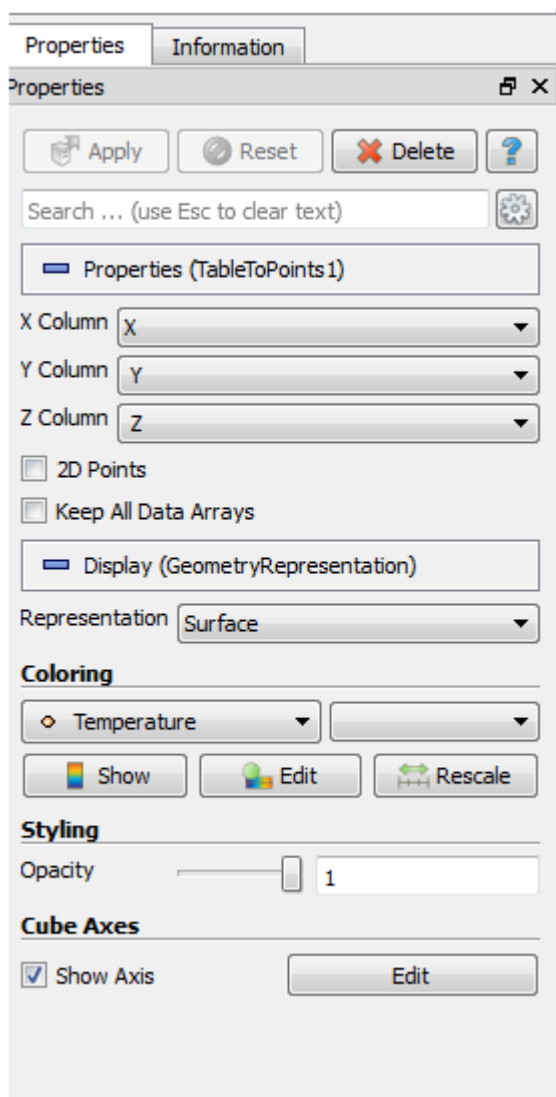 Properties Information
Properties
Apply Reset Delete ?
Search ... (use Esc to clear text)
Properties (TableToPoints1)
X Column X
Y Column Y
Z Column Z
2D Points
Keep All Data Arrays
Display (GeometryRepresentation)
Representation Surface
Coloring
Temperature
Show Edit Rescale
Styling
Opacity 1
Cube Axes
Show Axis Edit